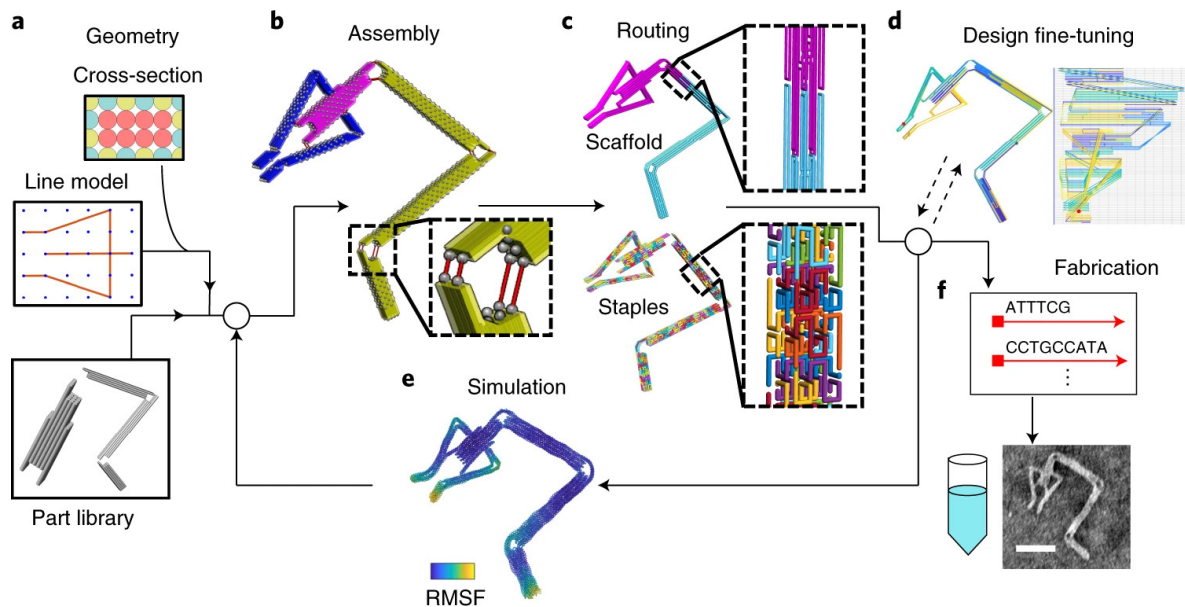 a
Geometry
Cross-section
Line model
Part library
b
Assembly
c
Routing
Scaffold
Staples
d
Design fine-tuning
e
Simulation
RMSF
f
Fabrication
ATTTCG
CCTGCCATA
⋮